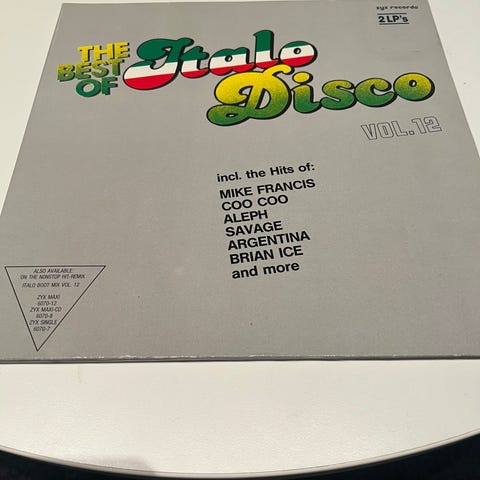 zyx records
2 LP's
THE
BEST
OF
Italo
Disco
VOL.12
incl. the Hits of:
MIKE FRANCIS
COO COO
ALEPH
SAVAGE
ARGENTINA
BRIAN ICE
and more
ALSO AVAILABLE:
ON THE NONSTOP HIT-REMIX
ITALO BOOT MIX VOL. 12
ZYX MAXI
6070-12
ZYX MAXI-CD
6070-8
ZYX SINGLE
6070-7